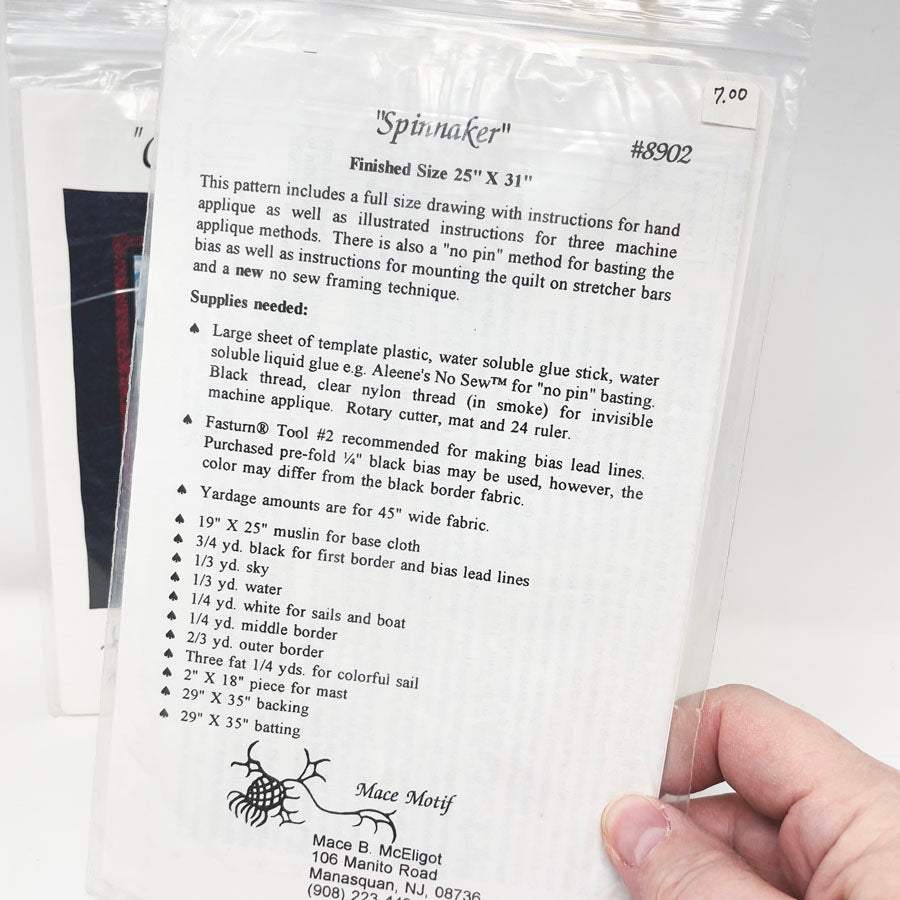 7.00
"Spinnaker"
#8902
Finished Size 25" X 31"
This pattern includes a full size drawing with instructions for hand
applique as well as illustrated instructions for three machine
applique methods. There is also a "no pin" method for basting the
bias as well as instructions for mounting the quilt on stretcher bars
and a new no sew framing technique.
Supplies needed:
♠ Large sheet of template plastic, water soluble glue stick, water
soluble liquid glue e.g. Aleene's No Sew™ for "no pin" basting.
Black thread, clear nylon thread (in smoke) for invisible
machine applique. Rotary cutter, mat and 24 ruler.
♠ Fasturn® Tool #2 recommended for making bias lead lines.
Purchased pre-fold ¼" black bias may be used, however, the
color may differ from the black border fabric.
♠ Yardage amounts are for 45" wide fabric.
♠ 19" X 25" muslin for base cloth
♠ 3/4 yd. black for first border and bias lead lines
♠ 1/3 yd. sky
♠ 1/3 yd. water
♠ 1/4 yd. white for sails and boat
♠ 1/4 yd. middle border
♠ 2/3 yd. outer border
♠ Three fat 1/4 yds. for colorful sail
♠ 2" X 18" piece for mast
♠ 29" X 35" backing
♠ 29" X 35" batting
Mace Motif
Mace B. McEligot
106 Manito Road
Manasquan, NJ, 08736
(908) 223-44